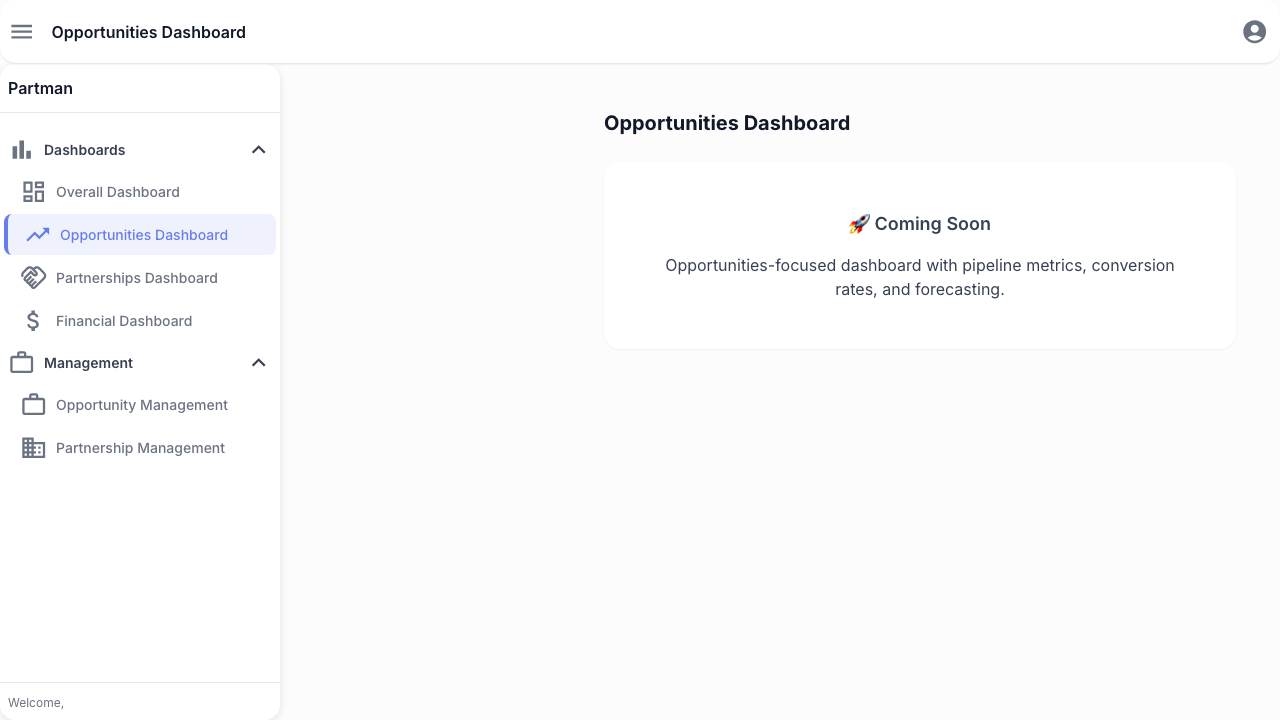 Opportunities Dashboard
Partman
Dashboards
Overall Dashboard
Opportunities Dashboard
Partnerships Dashboard
Financial Dashboard
Management
Opportunity Management
Partnership Management
Welcome,
Opportunities Dashboard
🚀 Coming Soon
Opportunities-focused dashboard with pipeline metrics, conversion
rates, and forecasting.